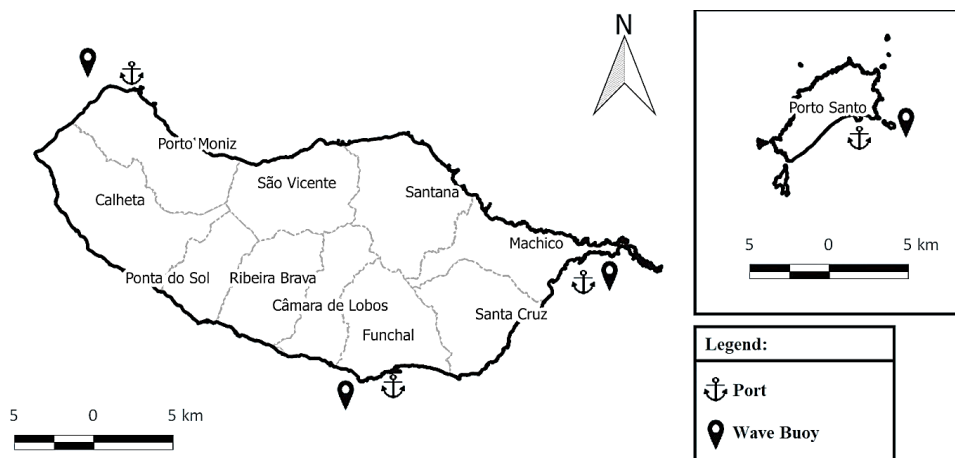 N
Porto Moniz
São Vicente
Santana
Calheta
Machico
Ponta do Sol
Ribeira Brava
Câmara de Lobos
Santa Cruz
Funchal
5 0 5 km
Porto Santo
5 0 5 km
Legend:
Port
Wave Buoy